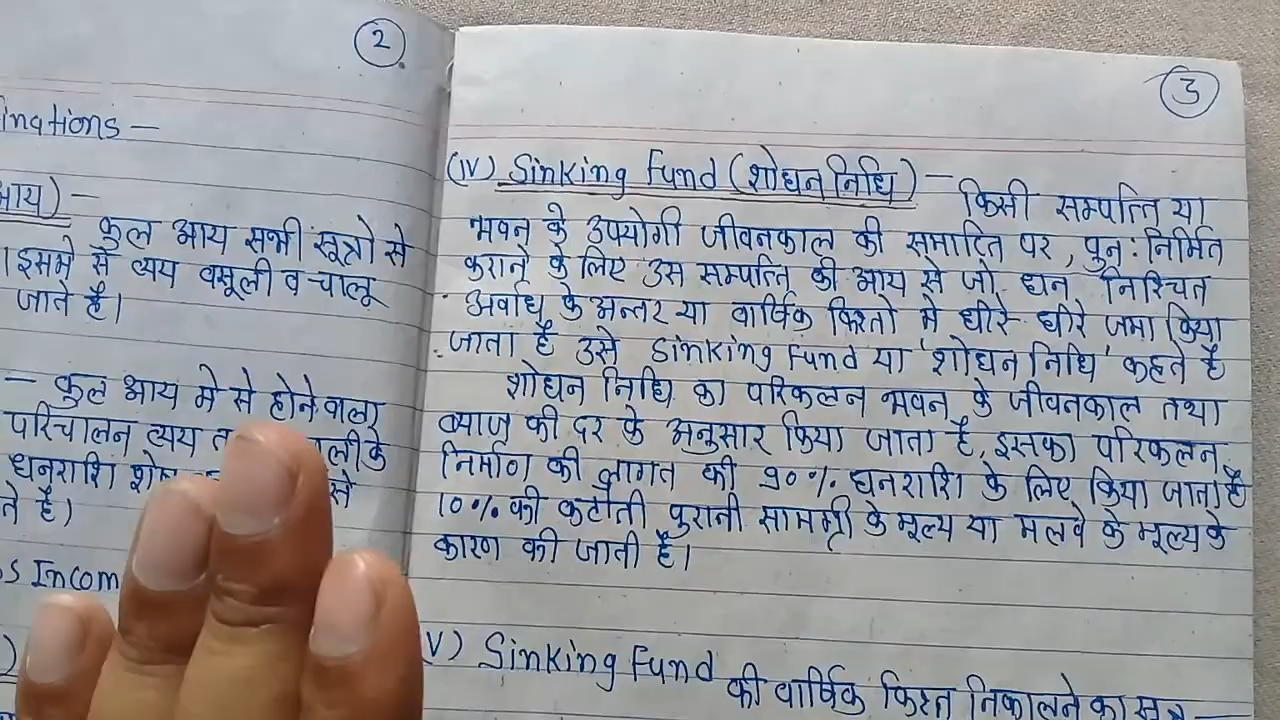 2
inations –
आय) –
कुल आय सभी सूत्रो से
। इसमे से व्यय वसूली व चालू
जाते है।
– कुल आय मे से होने वाला
परिचालन व्यय त ली के
धनराशि शेष से
ते है)
s Incom
3
(IV) Sinking Fund (शोधन निधि) – किसी सम्पत्ति या
भवन के उपयोगी जीवनकाल की समाप्ति पर, पुन: निर्मित
कराने के लिए उस सम्पत्ति की आय से जो धन निश्चित
अवधि के अन्तर या वार्षिक किस्तो मे धीरे धीरे जमा किया
जाता है उसे Sinking Fund या 'शोधन निधि' कहते है
शोधन निधि का परिकलन भवन के जीवनकाल तथा
ब्याज की दर के अनुसार किया जाता है, इसका परिकलन
निर्माण की लागत की 90% धनराशि के लिए किया जाता है
10% की कटौती पुरानी सामग्री के मूल्य या मलवे के मूल्य के
कारण की जाती है।
V) Sinking Fund की वार्षिक किस्त निकालने का सूत्र –